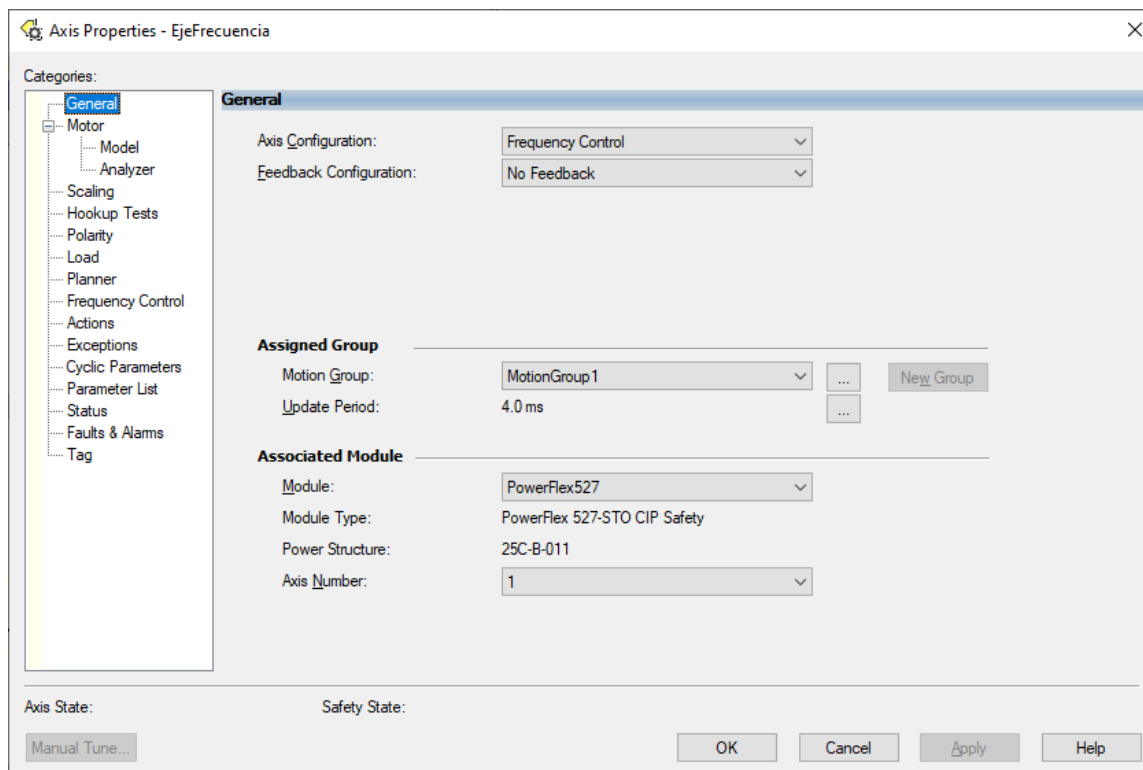 Axis Properties - EjeFrecuencia
Categories:
General
Motor
Model
Analyzer
Scaling
Hookup Tests
Polarity
Load
Planner
Frequency Control
Actions
Exceptions
Cyclic Parameters
Parameter List
Status
Faults & Alarms
Tag
General
Axis Configuration: Frequency Control
Feedback Configuration: No Feedback
Assigned Group
Motion Group: MotionGroup1 ... New Group
Update Period: 4.0 ms ...
Associated Module
Module: PowerFlex527
Module Type: PowerFlex 527-STO CIP Safety
Power Structure: 25C-B-011
Axis Number: 1
Axis State: Safety State:
Manual Tune... OK Cancel Apply Help